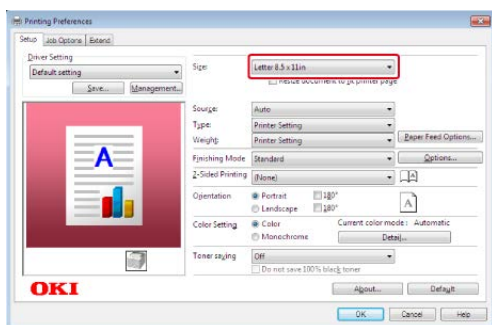 Printing Preferences
Setup Job Options Extend
Driver Setting
Default setting
Save... Management...
Size: Letter 8.5 x 11in
Resize document to fit printer page
Source: Auto
Type: Printer Setting
Weight: Printer Setting Paper Feed Options...
Finishing Mode Standard Options...
2-Sided Printing (None)
A
Orientation Portrait 180°
Landscape 180°
A
Color Setting Color Current color mode : Automatic
Monochrome Detail...
Toner saving Off
Do not save 100% black toner
A
OKI
About... Default
OK Cancel Help